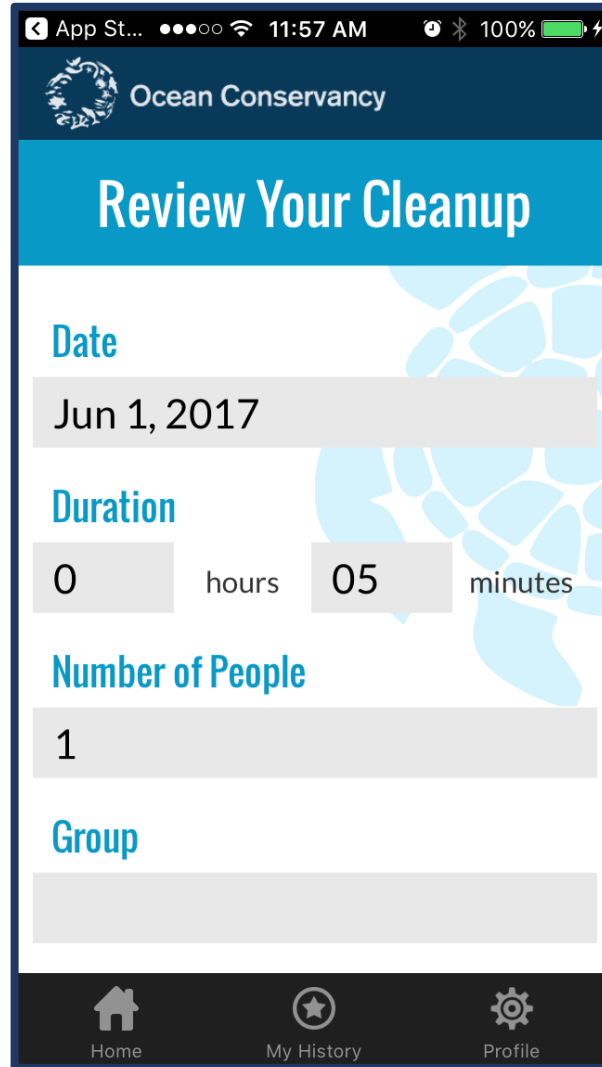 App St... 11:57 AM 100%
Ocean Conservancy
Review Your Cleanup
Date
Jun 1, 2017
Duration
0 hours 05 minutes
Number of People
1
Group
Home My History Profile